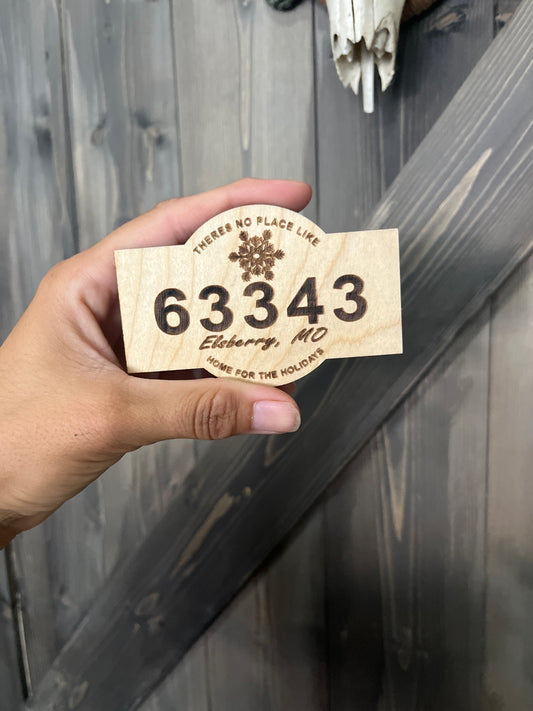 THERES NO PLACE LIKE
63343
Elsberry, MO
HOME FOR THE HOLIDAYS